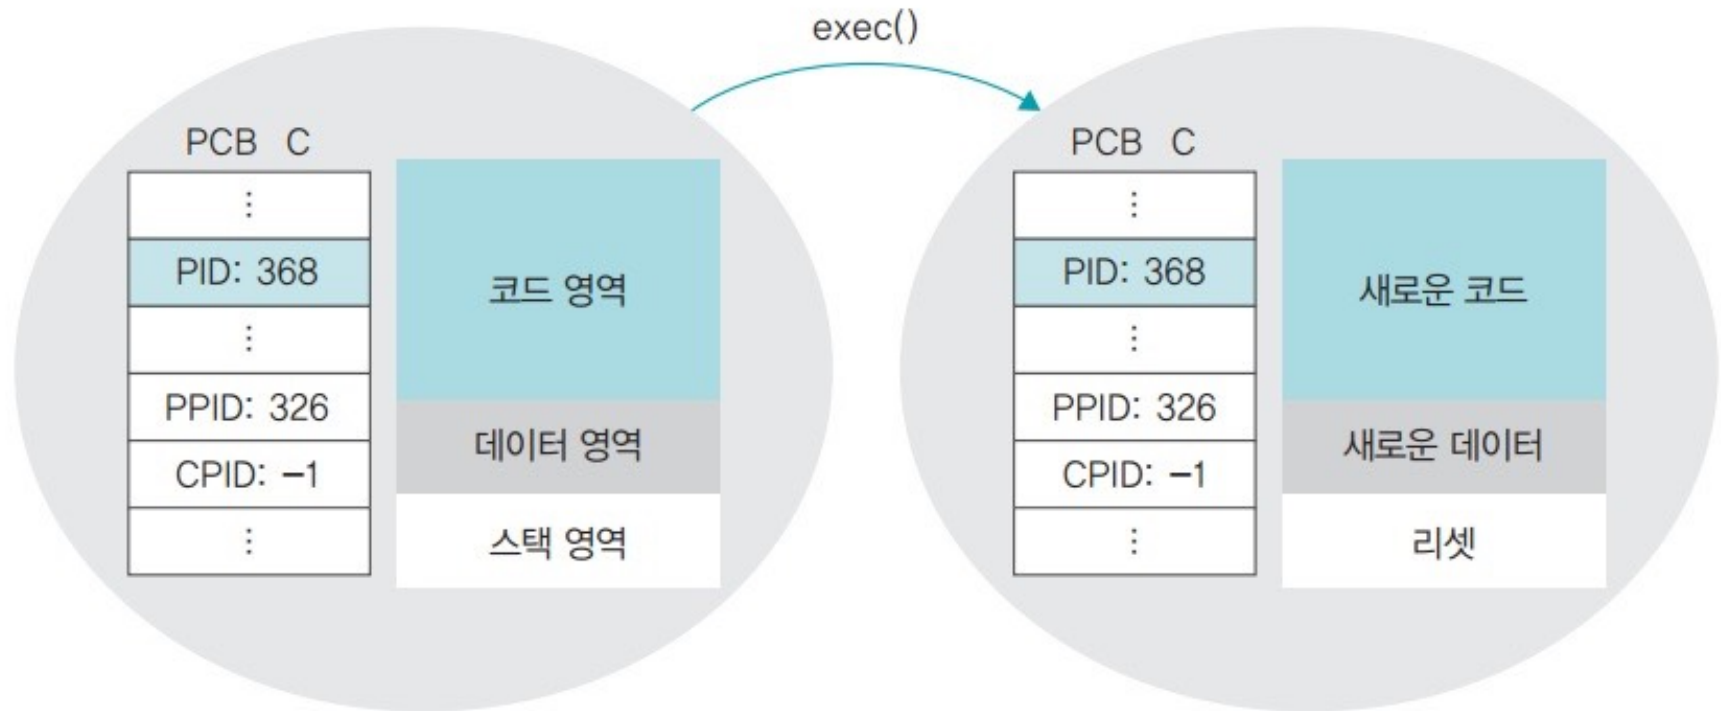 exec()
PCB C
⋮
PID: 368
⋮
PPID: 326
CPID: –1
⋮
코드 영역
데이터 영역
스택 영역
PCB C
⋮
PID: 368
⋮
PPID: 326
CPID: –1
⋮
새로운 코드
새로운 데이터
리셋